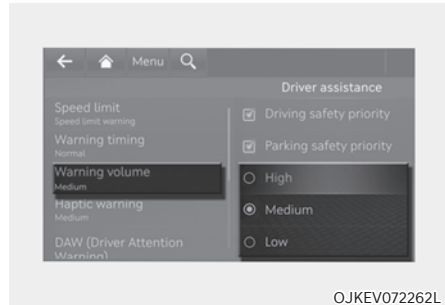 Menu
Driver assistance
Speed limit
Speed limit warning
Driving safety priority
Warning timing
Normal
Parking safety priority
Warning volume
Medium
High
Haptic warning
Medium
Medium
DAW (Driver Attention
Warning)
Low
OJKEV072262L